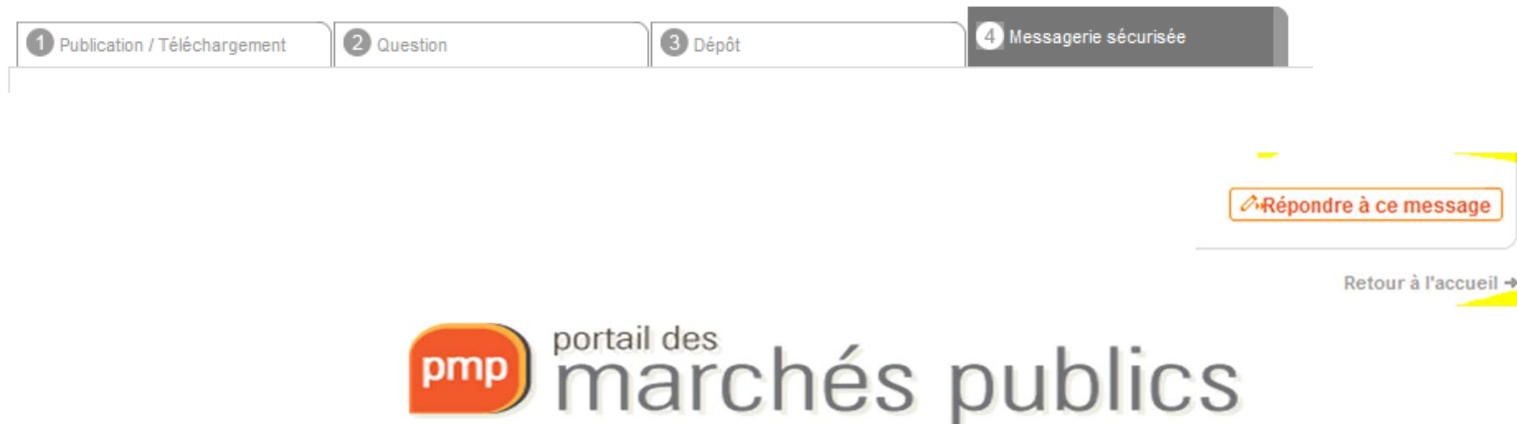 1 Publication / Téléchargement 2 Question 3 Dépôt 4 Messagerie sécurisée
Répondre à ce message
Retour à l'accueil ➔
pmp portail des
marchés publics